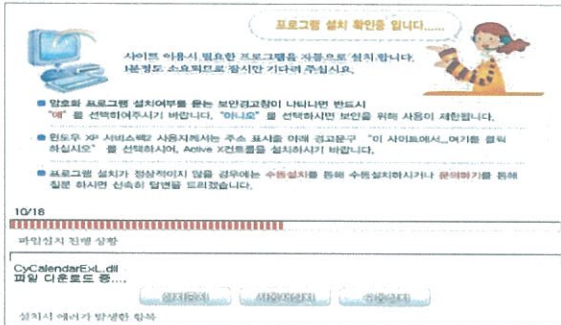 프로그램 설치 확인중 입니다......
사이트 이용시 필요한 프로그램을 자동으로 설치 합니다.
1분정도 소요되므로 잠시만 기다려 주십시요.
암호화 프로그램 설치여부를 묻는 보안경고창이 나타나면 반드시
"예" 를 선택하여주시기 바랍니다. "아니오" 를 선택하시면 보안을 위해 사용이 제한됩니다.
윈도우 XP 서비스팩2 사용자께서는 주소 표시줄 아래 경고문구 "이 사이트에서...여기를 클릭
하십시오" 를 선택하시어, Active X컨트롤을 설치하시기 바랍니다.
프로그램 설치가 정상적이지 않을 경우에는 수동설치를 통해 수동설치하시거나 문의하기를 통해
질문 하시면 신속히 답변을 드리겠습니다.
10/18
파일설치 진행 상황
CyCalendarExL.dll
파일 다운로드 중....
설치시 에러가 발생한 항목